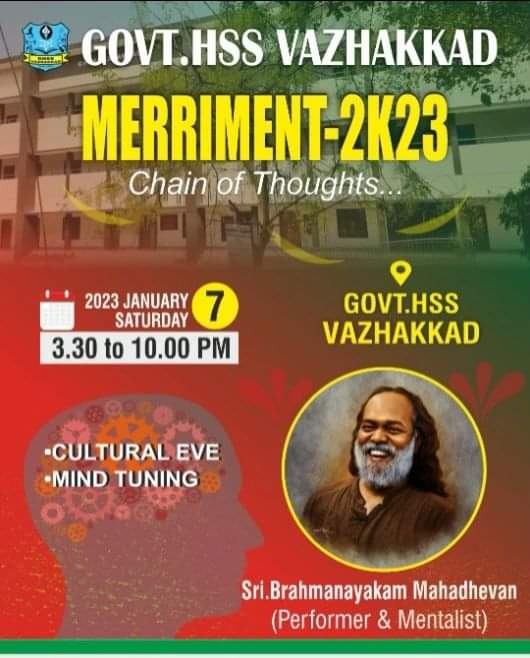 GOVT.HSS VAZHAKKAD
MERRIMENT-2K23
Chain of Thoughts...
2023 JANUARY 7
SATURDAY
3.30 to 10.00 PM
GOVT.HSS
VAZHAKKAD
▪CULTURAL EVE
▪MIND TUNING
Sri.Brahmanayakam Mahadhevan
(Performer & Mentalist)